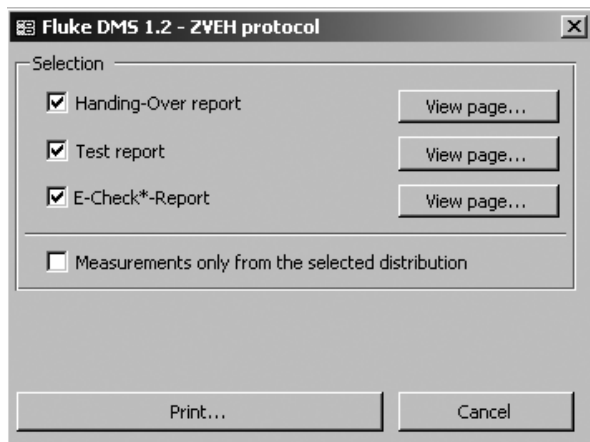 Fluke DMS 1.2 - ZVEH protocol
Selection
Handing-Over report
View page...
Test report
View page...
E-Check*-Report
View page...
Measurements only from the selected distribution
Print...
Cancel